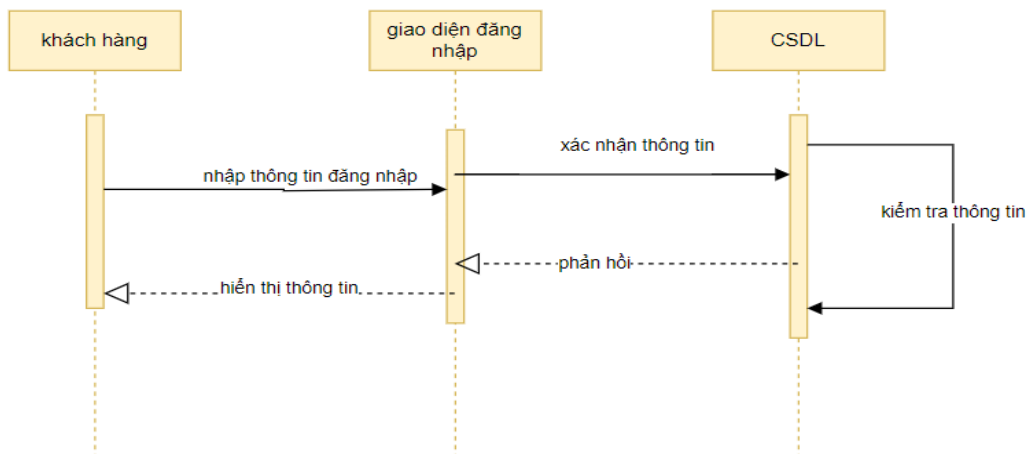 khách hàng
giao diện đăng
nhập
CSDL
xác nhận thông tin
nhập thông tin đăng nhập
kiểm tra thông tin
phản hồi
hiển thị thông tin